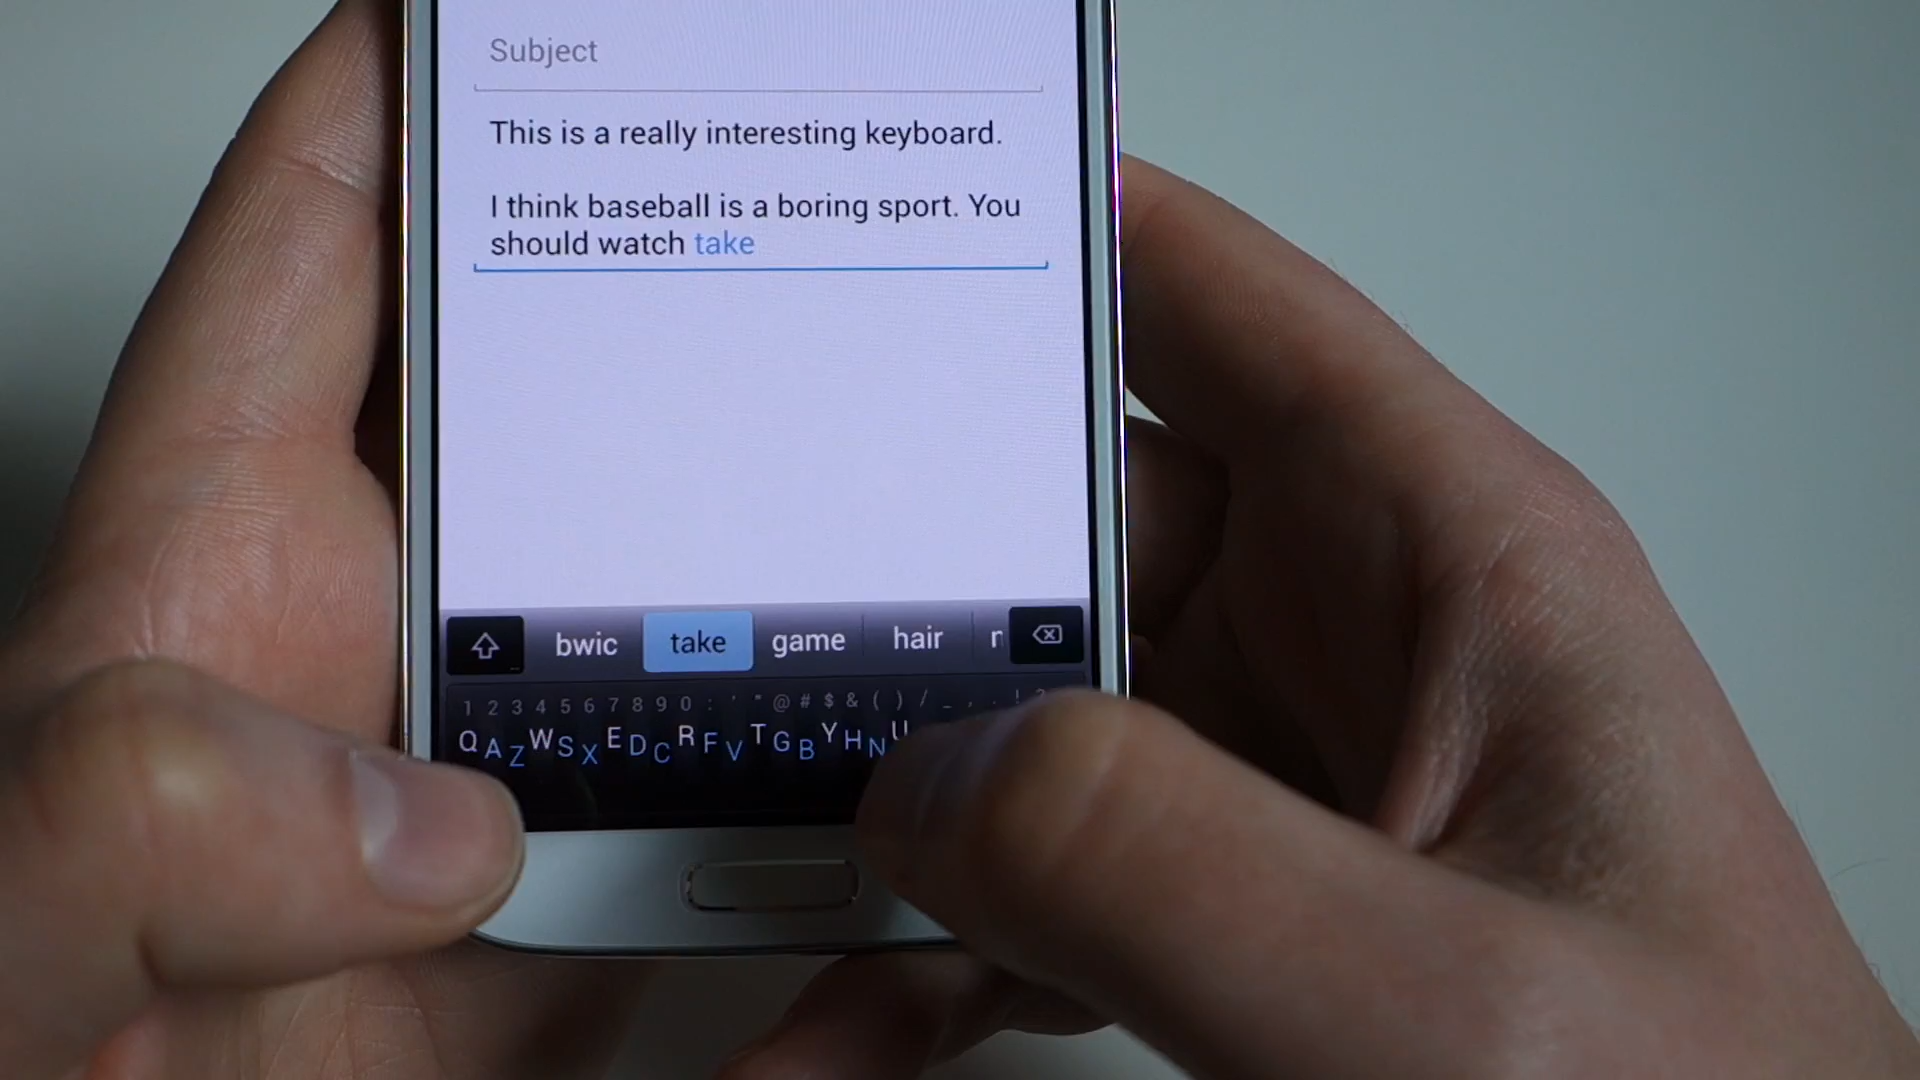 Subject
This is a really interesting keyboard.
I think baseball is a boring sport. You
should watch take
bwic take game hair
1 2 3 4 5 6 7 8 9 0 : ' " @ # $ & ( ) / _ , . ! ?
Q A Z W S X E D C R F V T G B Y H N U